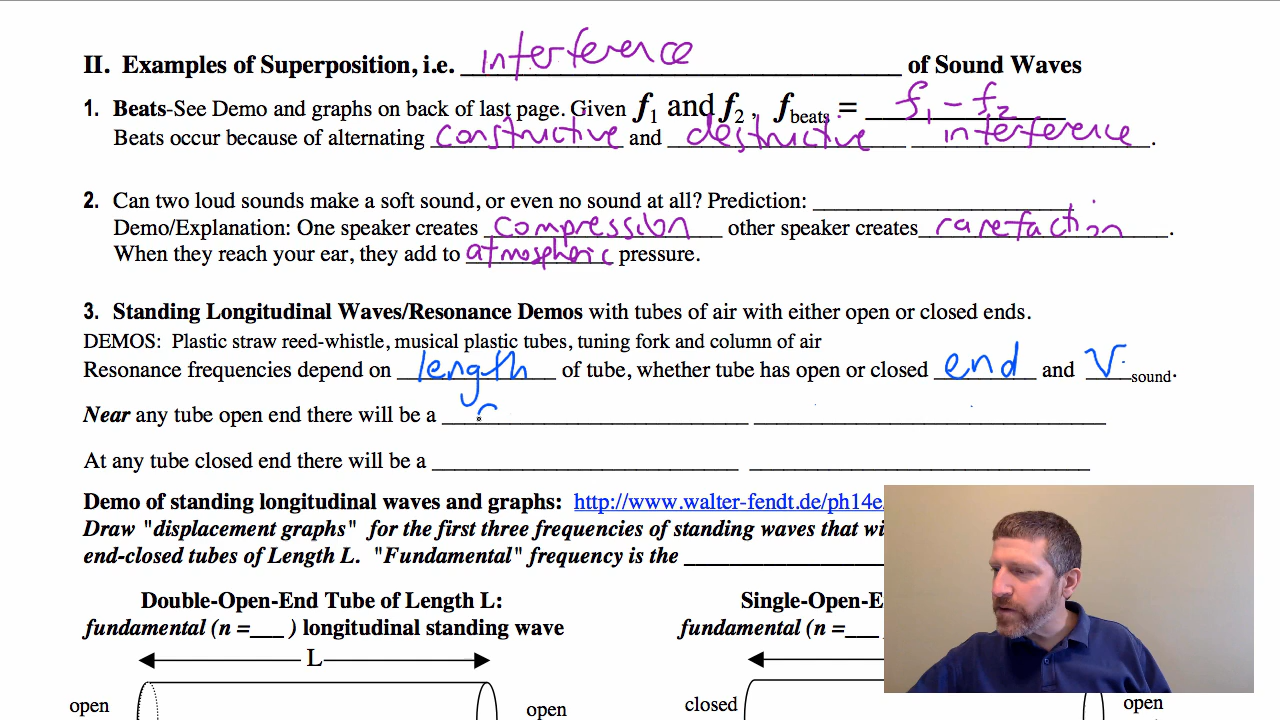 II. Examples of Superposition, i.e. interference of Sound Waves
1. Beats-See Demo and graphs on back of last page. Given f1 and f2, fbeats = f1 - f2
Beats occur because of alternating constructive and destructive interference.
2. Can two loud sounds make a soft sound, or even no sound at all? Prediction: ______
Demo/Explanation: One speaker creates compression other speaker creates rarefaction.
When they reach your ear, they add to atmospheric pressure.
3. Standing Longitudinal Waves/Resonance Demos with tubes of air with either open or closed ends.
DEMOS: Plastic straw reed-whistle, musical plastic tubes, tuning fork and column of air
Resonance frequencies depend on length of tube, whether tube has open or closed end and Vsound.
Near any tube open end there will be a ______ ______
At any tube closed end there will be a ______ ______
Demo of standing longitudinal waves and graphs: http://www.walter-fendt.de/ph14e
Draw "displacement graphs" for the first three frequencies of standing waves that
end-closed tubes of Length L. "Fundamental" frequency is the ______
Double-Open-End Tube of Length L: Single-Open-E
fundamental (n =___ ) longitudinal standing wave fundamental (n =___
L
open open closed open